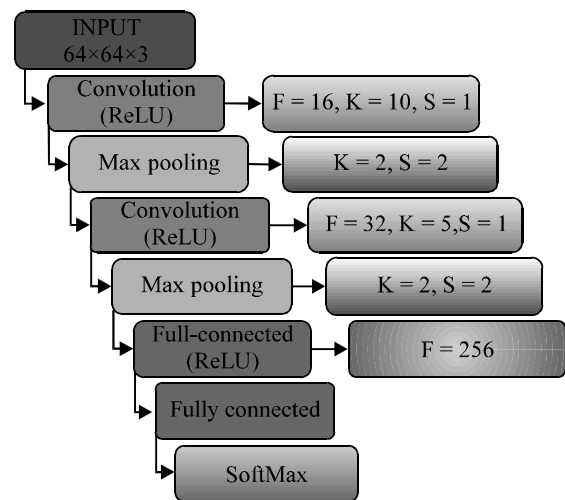 INPUT
64×64×3
Convolution
(ReLU)
F = 16, K = 10, S = 1
Max pooling
K = 2, S = 2
Convolution
(ReLU)
F = 32, K = 5,S = 1
Max pooling
K = 2, S = 2
Full-connected
(ReLU)
F = 256
Fully connected
SoftMax